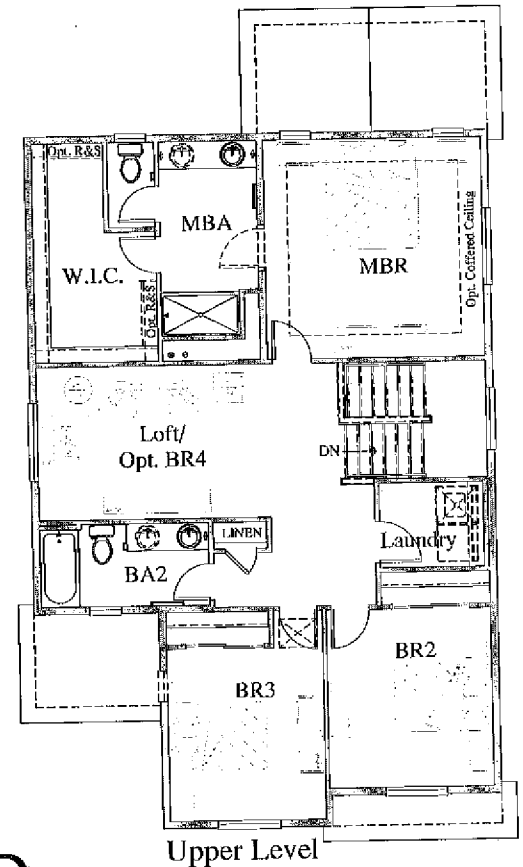 Opt. R&S
MBA
W.I.C.
Opt. R&S
MBR
Opt. Coffered Ceiling
Loft/
Opt. BR4
DN
LINEN
Laundry
BA2
BR2
BR3
Upper Level